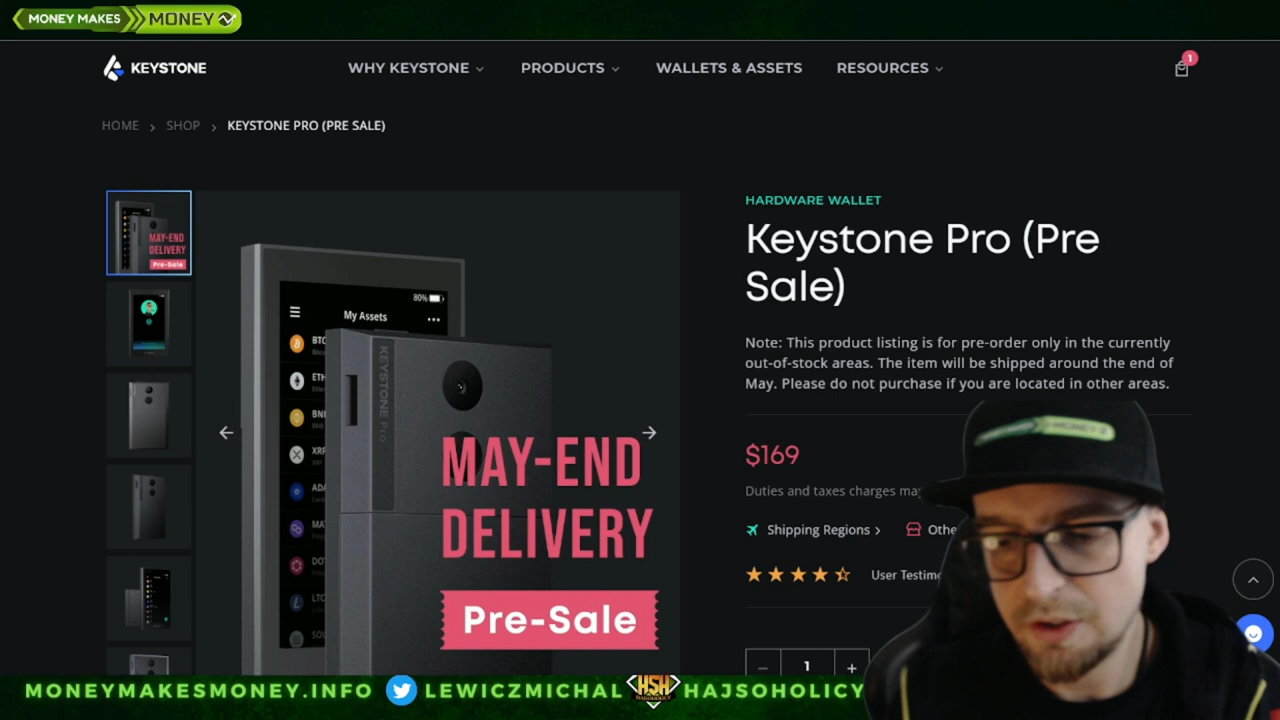 MONEY MAKES MONEY
KEYSTONE
WHY KEYSTONE
PRODUCTS
WALLETS & ASSETS
RESOURCES
1
HOME > SHOP > KEYSTONE PRO (PRE SALE)
MAY-END
DELIVERY
Pre-Sale
HARDWARE WALLET
Keystone Pro (Pre
Sale)
Note: This product listing is for pre-order only in the currently
out-of-stock areas. The item will be shipped around the end of
May. Please do not purchase if you are located in other areas.
$169
Duties and taxes charges
Shipping Regions >
User
− 1 +
80%
My Assets
BTC
ETH
BNB
XRP
ADA
DOT
LTC
KEYSTONE Pro
MAY-END
DELIVERY
Pre-Sale
MONEYMAKESMONEY.INFO
LEWICZMICHAL
HSH
HAJSOHOLICY